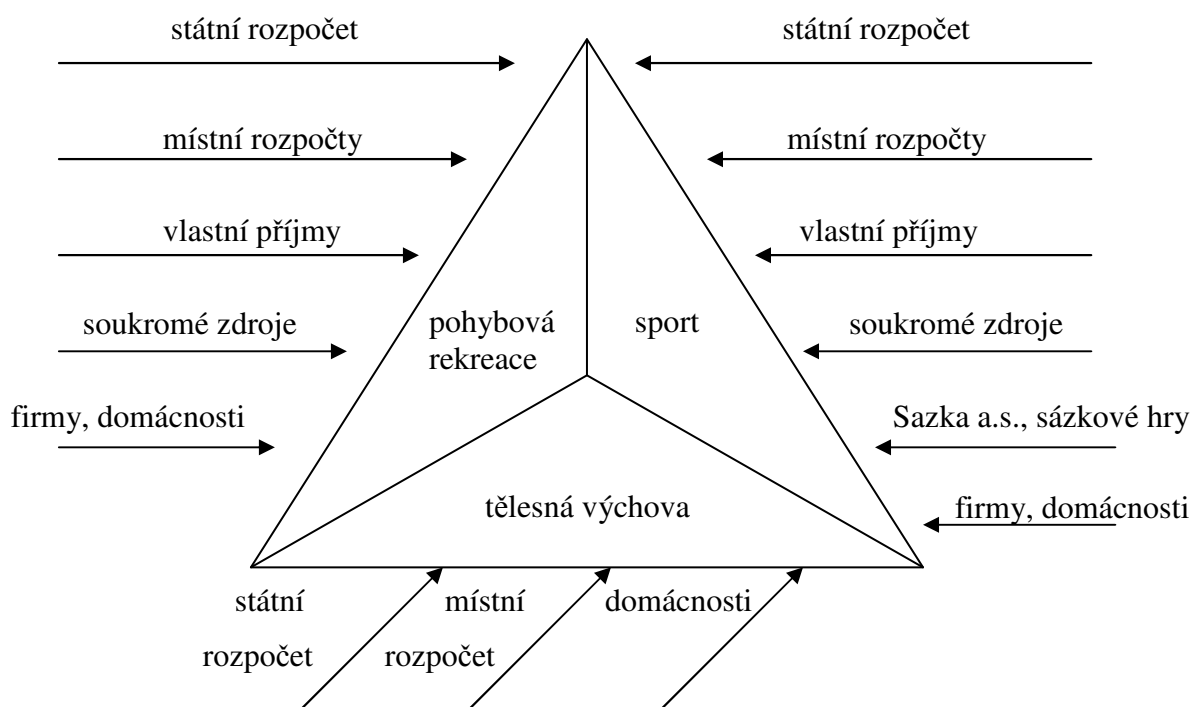 státní rozpočet
státní rozpočet
místní rozpočty
místní rozpočty
vlastní příjmy
vlastní příjmy
soukromé zdroje
pohybová
rekreace
sport
soukromé zdroje
firmy, domácnosti
Sazka a.s., sázkové hry
tělesná výchova
firmy, domácnosti
státní
místní
domácnosti
rozpočet
rozpočet